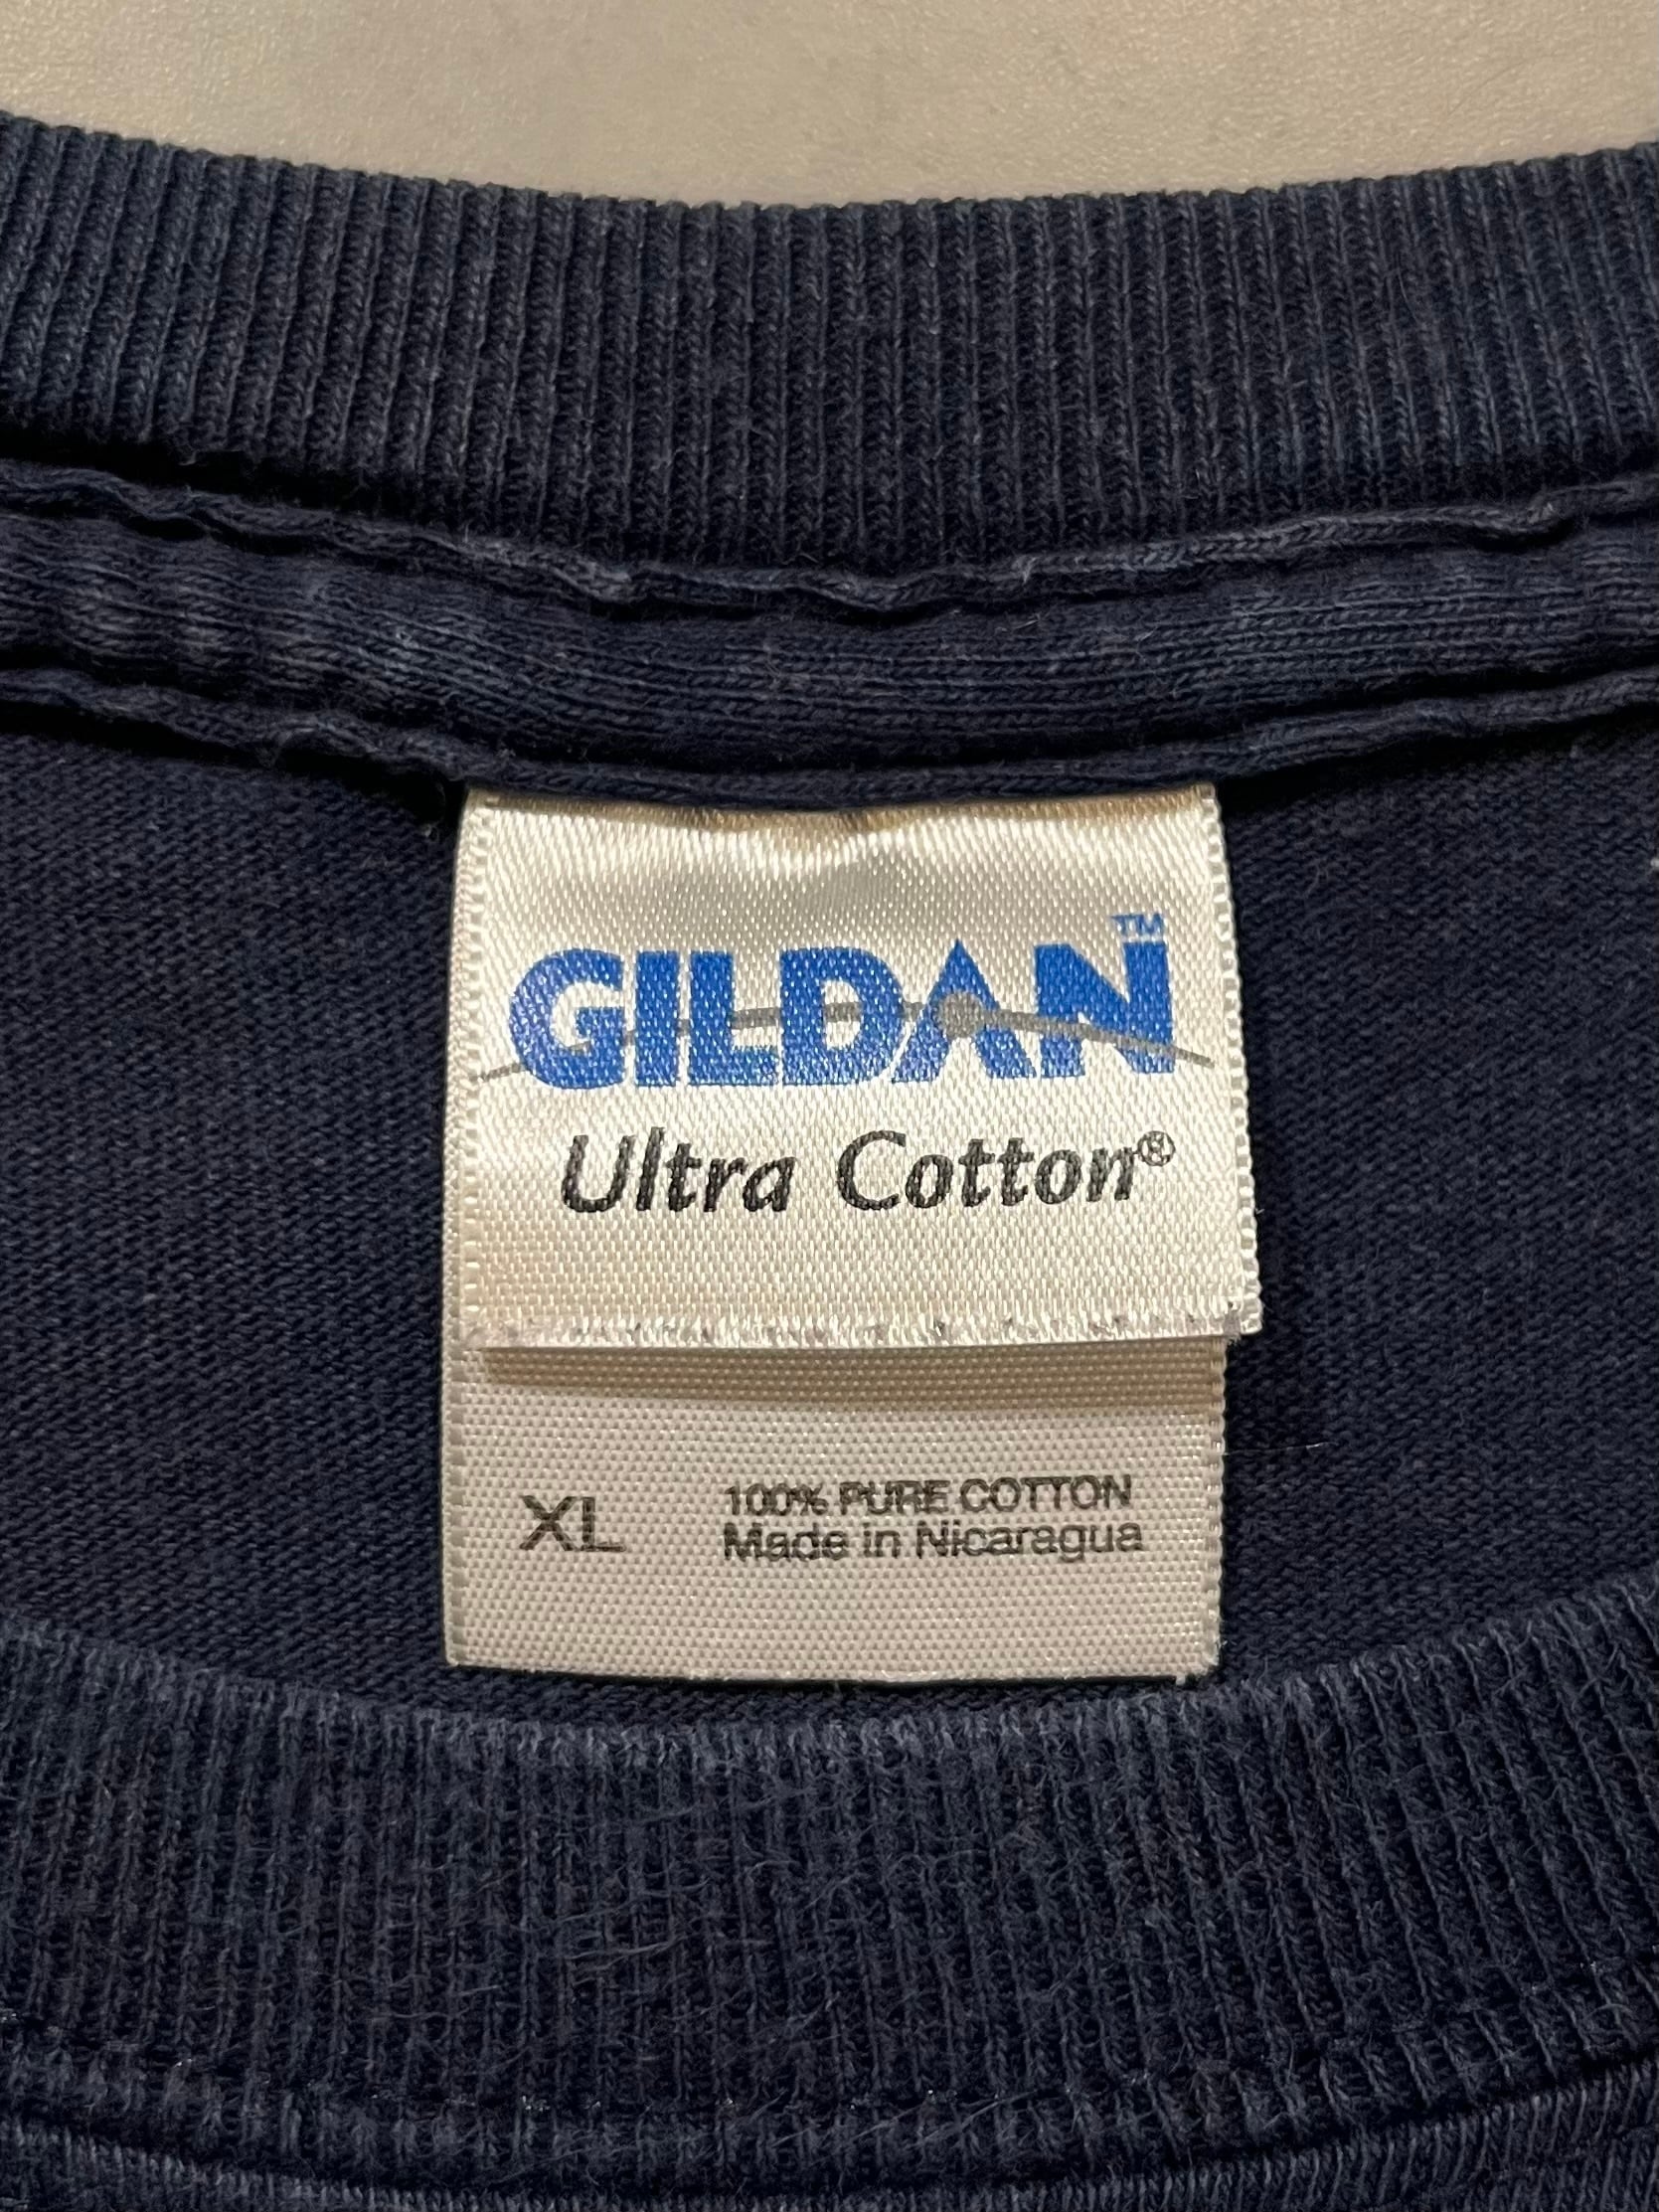 GILDAN™
Ultra Cotton®
XL
100% PURE COTTON
Made in Nicaragua